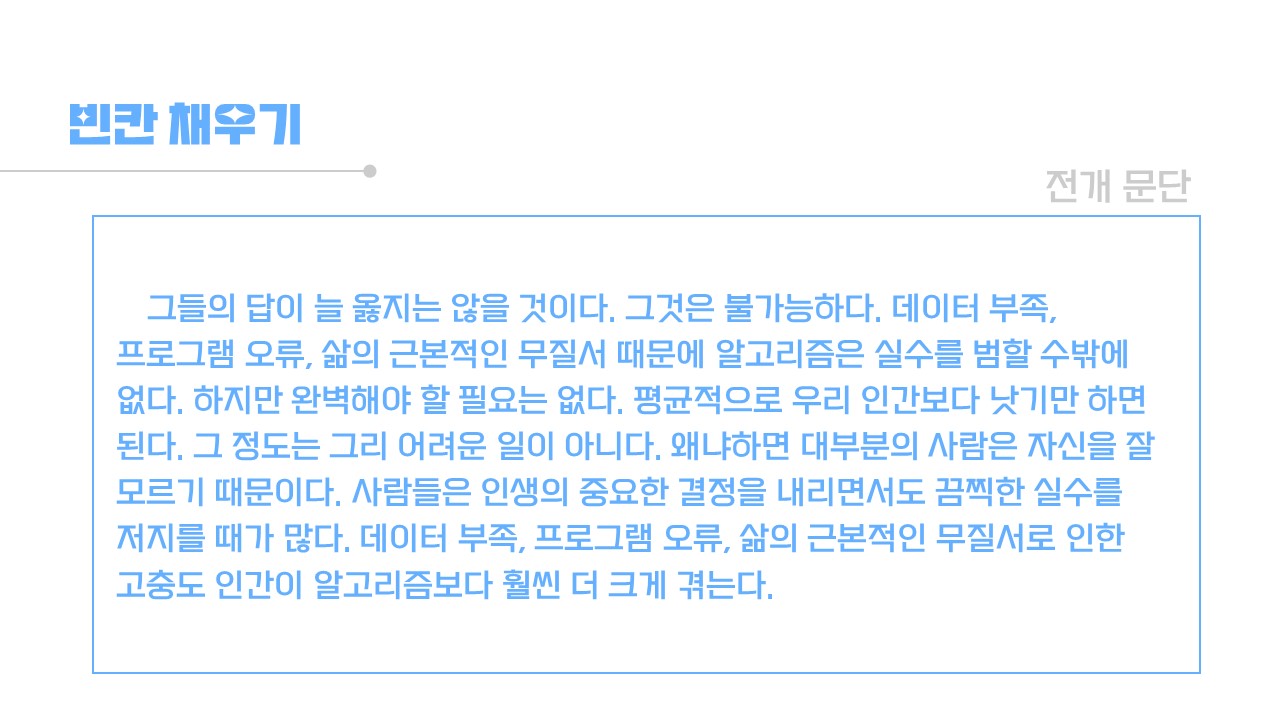 빈칸 채우기
전개 문단
그들의 답이 늘 옳지는 않을 것이다. 그것은 불가능하다. 데이터 부족,
프로그램 오류, 삶의 근본적인 무질서 때문에 알고리즘은 실수를 범할 수밖에
없다. 하지만 완벽해야 할 필요는 없다. 평균적으로 우리 인간보다 낫기만 하면
된다. 그 정도는 그리 어려운 일이 아니다. 왜냐하면 대부분의 사람은 자신을 잘
모르기 때문이다. 사람들은 인생의 중요한 결정을 내리면서도 끔찍한 실수를
저지를 때가 많다. 데이터 부족, 프로그램 오류, 삶의 근본적인 무질서로 인한
고충도 인간이 알고리즘보다 훨씬 더 크게 겪는다.